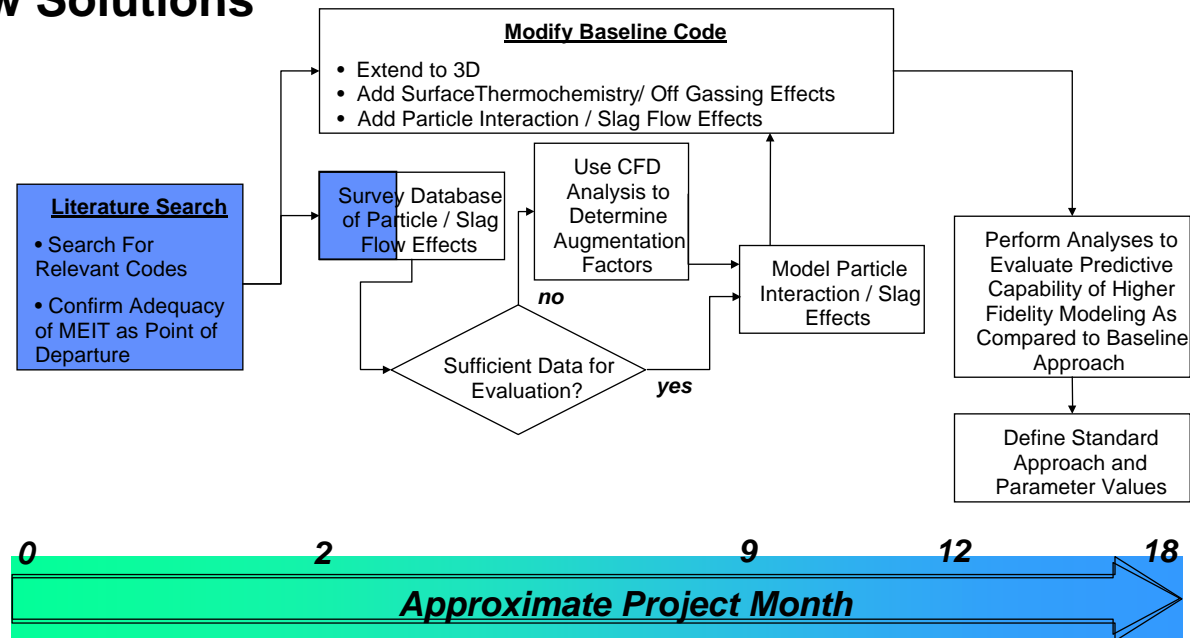 Solutions
Modify Baseline Code
• Extend to 3D
• Add SurfaceThermochemistry/ Off Gassing Effects
• Add Particle Interaction / Slag Flow Effects
Literature Search
• Search For
Relevant Codes
• Confirm Adequacy
of MEIT as Point of
Departure
Survey Database
of Particle / Slag
Flow Effects
Use CFD
Analysis to
Determine
Augmentation
Factors
no
Sufficient Data for
Evaluation?
yes
Model Particle
Interaction / Slag
Effects
Perform Analyses to
Evaluate Predictive
Capability of Higher
Fidelity Modeling As
Compared to Baseline
Approach
Define Standard
Approach and
Parameter Values
0 2 9 12 18
Approximate Project Month